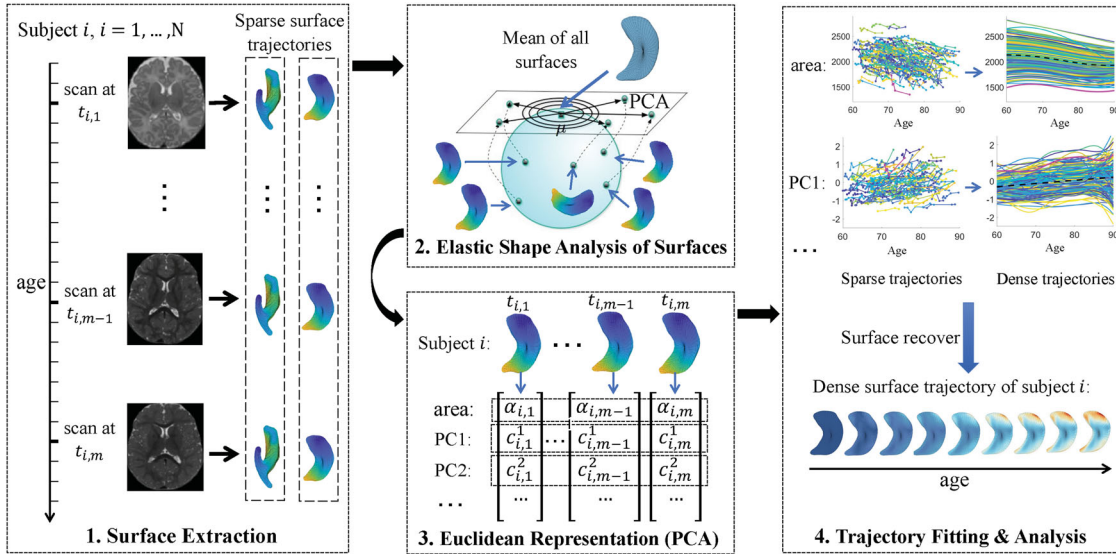 Subject i, i = 1, ... ,N
Sparse surface
trajectories
scan at
t_{i,1}
age
scan at
t_{i,m−1}
scan at
t_{i,m}
1. Surface Extraction
Mean of all
surfaces
PCA
μ
2. Elastic Shape Analysis of Surfaces
t_{i,1} t_{i,m−1} t_{i,m}
Subject i: ...
area: α_{i,1} α_{i,m−1} α_{i,m}
PC1: c^1_{i,1} ... c^1_{i,m−1} c^1_{i,m}
PC2: c^2_{i,1} c^2_{i,m−1} c^2_{i,m}
... ... ... ...
3. Euclidean Representation (PCA)
area:
2500
2000
1500
60 70 80 90
Age
2500
2000
1500
60 70 80 90
Age
PC1:
2
1
0
-1
-2
60 70 80 90
Age
2
1
0
-1
-2
60 70 80 90
Age
...
Sparse trajectories Dense trajectories
Surface recover
Dense surface trajectory of subject i:
age
4. Trajectory Fitting & Analysis